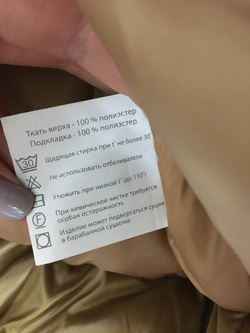 Ткать верха - 100 % полиэстер
Подкладка - 100 % полиэстер
30
Щадящая стирка при t° не более 30°
Не использовать отбеливатели
Утюжить при низкой t° (до 110°)
F
При химической чистке требуется
особая осторожность
Изделие может подвергаться сушке
в барабанной сушилке